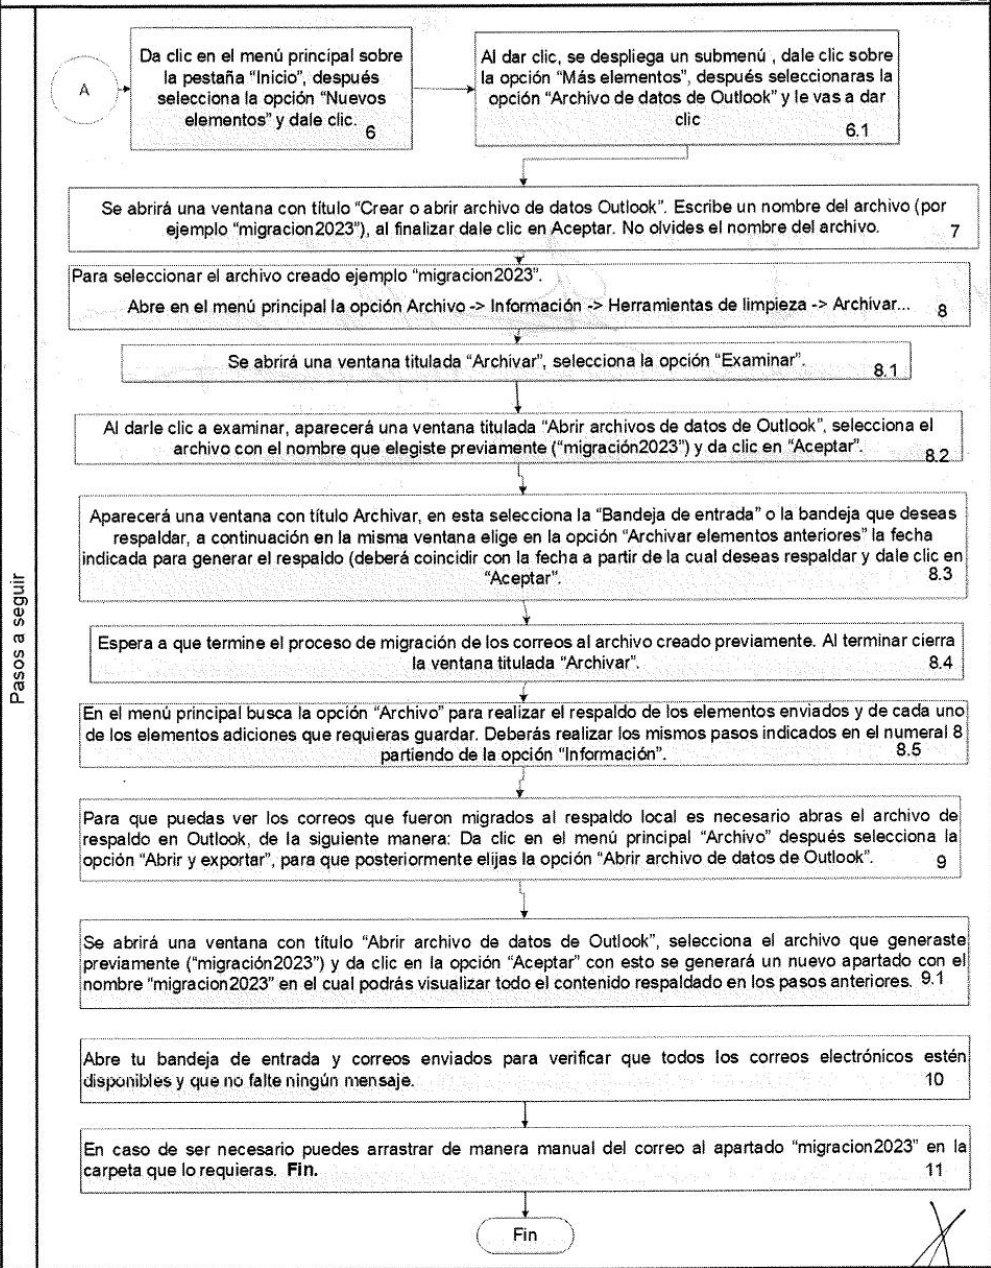 Pasos a seguir
A
Da clic en el menú principal sobre
la pestaña “Inicio”, después
selecciona la opción “Nuevos
elementos” y dale clic.
6
Al dar clic, se despliega un submenú , dale clic sobre
la opción “Más elementos”, después seleccionaras la
opción “Archivo de datos de Outlook” y le vas a dar
clic
6.1
Se abrirá una ventana con título “Crear o abrir archivo de datos Outlook”. Escribe un nombre del archivo (por
ejemplo “migracion2023”), al finalizar dale clic en Aceptar. No olvides el nombre del archivo.
7
Para seleccionar el archivo creado ejemplo “migracion2023”.
Abre en el menú principal la opción Archivo -> Información -> Herramientas de limpieza -> Archivar...
8
Se abrirá una ventana titulada “Archivar”, selecciona la opción “Examinar”.
8.1
Al darle clic a examinar, aparecerá una ventana titulada “Abrir archivos de datos de Outlook”, selecciona el
archivo con el nombre que elegiste previamente (“migración2023”) y da clic en “Aceptar”.
8.2
Aparecerá una ventana con título Archivar, en esta selecciona la “Bandeja de entrada” o la bandeja que deseas
respaldar, a continuación en la misma ventana elige en la opción “Archivar elementos anteriores” la fecha
indicada para generar el respaldo (deberá coincidir con la fecha a partir de la cual deseas respaldar y dale clic en
“Aceptar”.
8.3
Espera a que termine el proceso de migración de los correos al archivo creado previamente. Al terminar cierra
la ventana titulada “Archivar”.
8.4
En el menú principal busca la opción “Archivo” para realizar el respaldo de los elementos enviados y de cada uno
de los elementos adiciones que requieras guardar. Deberás realizar los mismos pasos indicados en el numeral 8
partiendo de la opción “Información”.
8.5
Para que puedas ver los correos que fueron migrados al respaldo local es necesario abras el archivo de
respaldo en Outlook, de la siguiente manera: Da clic en el menú principal “Archivo” después selecciona la
opción “Abrir y exportar”, para que posteriormente elijas la opción “Abrir archivo de datos de Outlook”.
9
Se abrirá una ventana con título “Abrir archivo de datos de Outlook”, selecciona el archivo que generaste
previamente (“migración2023”) y da clic en la opción “Aceptar” con esto se generará un nuevo apartado con el
nombre “migracion2023” en el cual podrás visualizar todo el contenido respaldado en los pasos anteriores.
9.1
Abre tu bandeja de entrada y correos enviados para verificar que todos los correos electrónicos estén
disponibles y que no falte ningún mensaje.
10
En caso de ser necesario puedes arrastrar de manera manual del correo al apartado “migracion2023” en la
carpeta que lo requieras. Fin.
11
Fin